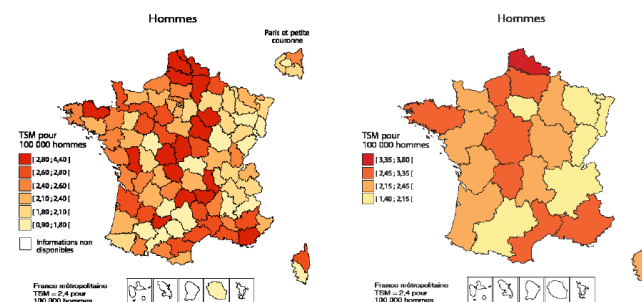 Hommes
Paris et petite
couronne
TSM pour
100 000 hommes
[ 2,80 ; 4,40 [
[ 2,60 ; 2,80 [
[ 2,40 ; 2,60 [
[ 2,10 ; 2,40 [
[ 1,80 ; 2,10 [
[ 0,90 ; 1,80 [
Informations non
disponibles
France métropolitaine
TSM = 2,4 pour
100 000 hommes
Hommes
TSM pour
100 000 hommes
[ 3,35 ; 3,80 [
[ 2,45 ; 3,35 [
[ 2,15 ; 2,45 [
[ 1,40 ; 2,15 [
France métropolitaine
TSM = 2,4 pour
100 000 hommes